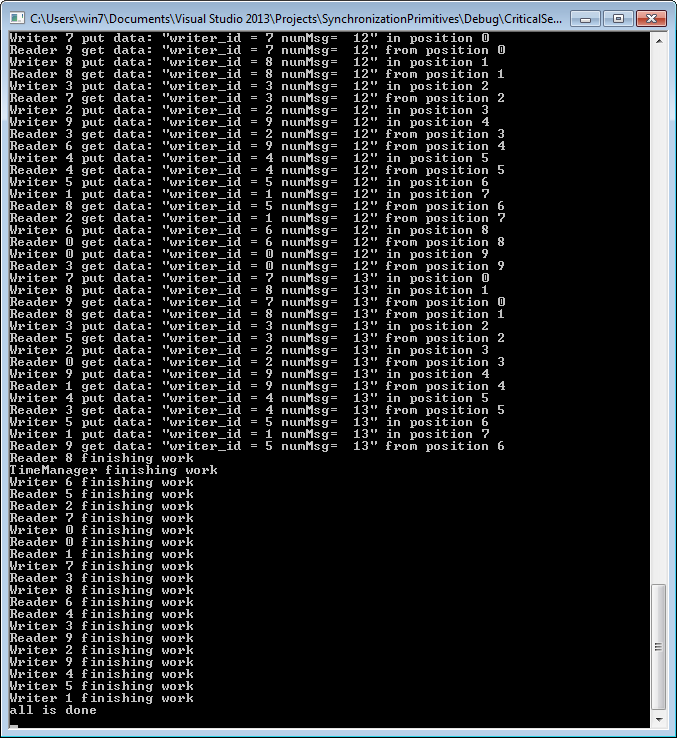 C:\Users\win7\Documents\Visual Studio 2013\Projects\SynchronizationPrimitives\Debug\CriticalSe...
Writer 7 put data: "writer_id = 7 numMsg=  12" in position 0
Reader 9 get data: "writer_id = 7 numMsg=  12" from position 0
Writer 8 put data: "writer_id = 8 numMsg=  12" in position 1
Reader 8 get data: "writer_id = 8 numMsg=  12" from position 1
Writer 3 put data: "writer_id = 3 numMsg=  12" in position 2
Reader 7 get data: "writer_id = 3 numMsg=  12" from position 2
Writer 2 put data: "writer_id = 2 numMsg=  12" in position 3
Writer 9 put data: "writer_id = 9 numMsg=  12" in position 4
Reader 3 get data: "writer_id = 2 numMsg=  12" from position 3
Reader 6 get data: "writer_id = 9 numMsg=  12" from position 4
Writer 4 put data: "writer_id = 4 numMsg=  12" in position 5
Reader 4 get data: "writer_id = 4 numMsg=  12" from position 5
Writer 5 put data: "writer_id = 5 numMsg=  12" in position 6
Writer 1 put data: "writer_id = 1 numMsg=  12" in position 7
Reader 8 get data: "writer_id = 5 numMsg=  12" from position 6
Reader 2 get data: "writer_id = 1 numMsg=  12" from position 7
Writer 6 put data: "writer_id = 6 numMsg=  12" in position 8
Reader 0 get data: "writer_id = 6 numMsg=  12" from position 8
Writer 0 put data: "writer_id = 0 numMsg=  12" in position 9
Reader 3 get data: "writer_id = 0 numMsg=  12" from position 9
Writer 7 put data: "writer_id = 7 numMsg=  13" in position 0
Writer 8 put data: "writer_id = 8 numMsg=  13" in position 1
Reader 9 get data: "writer_id = 7 numMsg=  13" from position 0
Reader 8 get data: "writer_id = 8 numMsg=  13" from position 1
Writer 3 put data: "writer_id = 3 numMsg=  13" in position 2
Reader 5 get data: "writer_id = 3 numMsg=  13" from position 2
Writer 2 put data: "writer_id = 2 numMsg=  13" in position 3
Reader 0 get data: "writer_id = 2 numMsg=  13" from position 3
Writer 9 put data: "writer_id = 9 numMsg=  13" in position 4
Reader 1 get data: "writer_id = 9 numMsg=  13" from position 4
Writer 4 put data: "writer_id = 4 numMsg=  13" in position 5
Reader 3 get data: "writer_id = 4 numMsg=  13" from position 5
Writer 5 put data: "writer_id = 5 numMsg=  13" in position 6
Writer 1 put data: "writer_id = 1 numMsg=  13" in position 7
Reader 9 get data: "writer_id = 5 numMsg=  13" from position 6
Reader 8 finishing work
TimeManager finishing work
Writer 6 finishing work
Reader 5 finishing work
Reader 2 finishing work
Reader 7 finishing work
Writer 0 finishing work
Reader 0 finishing work
Reader 1 finishing work
Writer 7 finishing work
Reader 3 finishing work
Writer 8 finishing work
Reader 6 finishing work
Reader 4 finishing work
Writer 3 finishing work
Reader 9 finishing work
Writer 2 finishing work
Writer 9 finishing work
Writer 4 finishing work
Writer 5 finishing work
Writer 1 finishing work
all is done